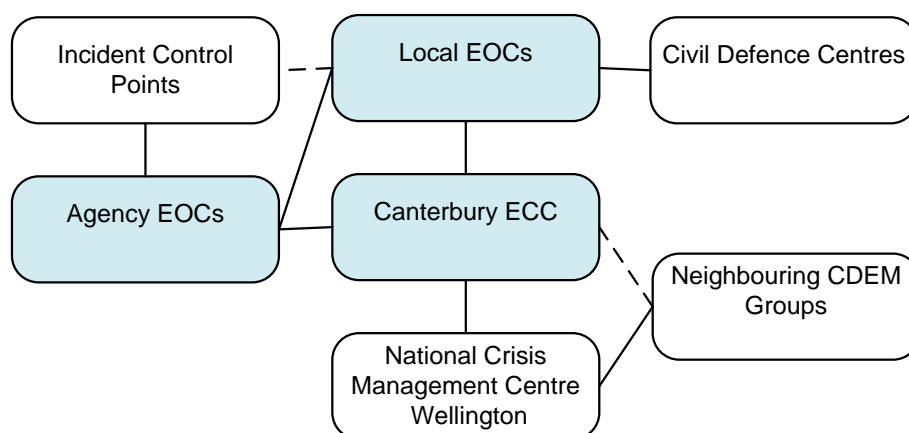 Incident Control
Points
Local EOCs
Civil Defence Centres
Agency EOCs
Canterbury ECC
Neighbouring CDEM
Groups
National Crisis
Management Centre
Wellington